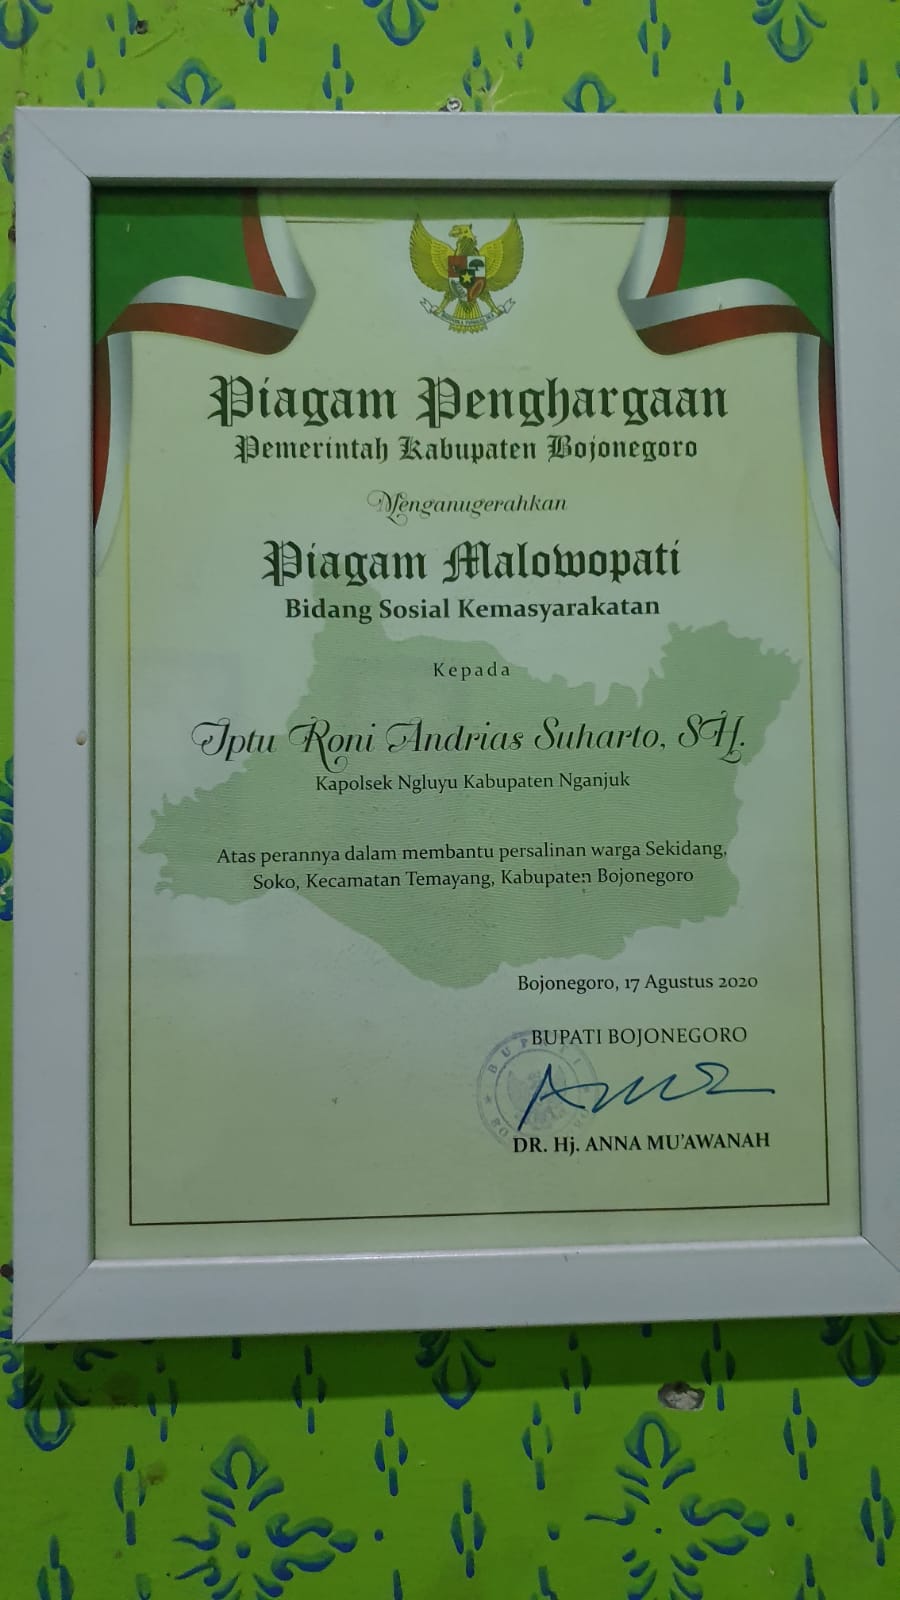 Piagam Penghargaan
Pemerintah Kabupaten Bojonegoro
Menganugerahkan
Piagam Malowopati
Bidang Sosial Kemasyarakatan
Kepada
Iptu Roni Andrias Suharto, SH.
Kapolsek Ngluyu Kabupaten Nganjuk
Atas perannya dalam membantu persalinan warga Sekidang,
Soko, Kecamatan Temayang, Kabupaten Bojonegoro
Bojonegoro, 17 Agustus 2020
BUPATI BOJONEGORO
BUPATI
DR. Hj. ANNA MU'AWANAH